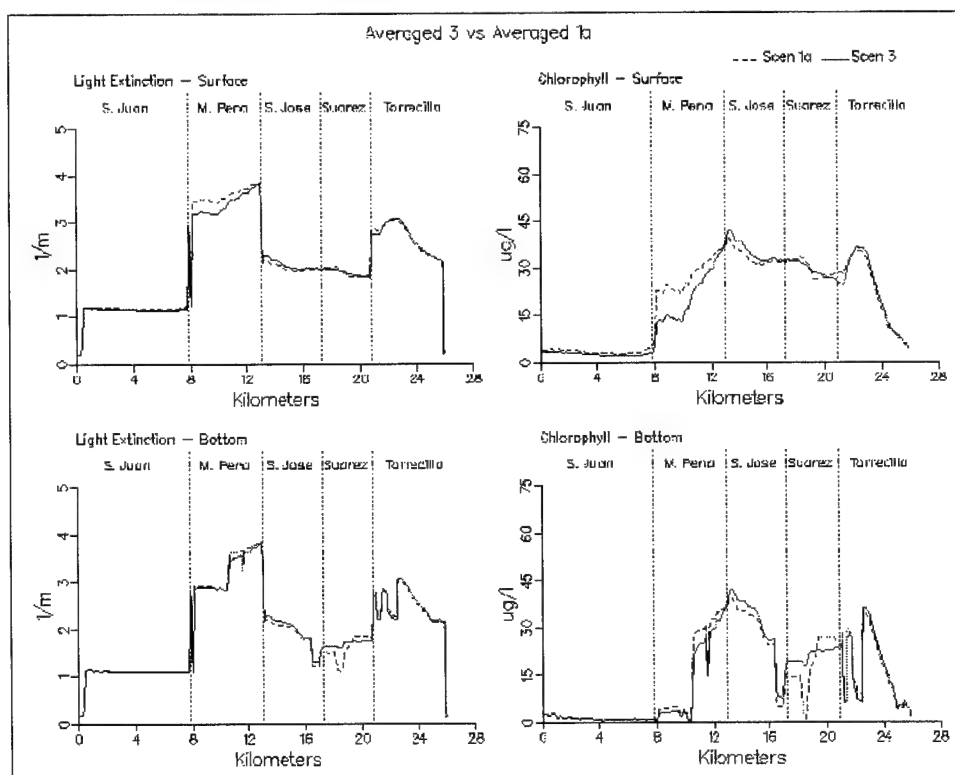 Averaged 3 vs Averaged 1a
Scen 1a Scen 3
Light Extinction – Surface
S. Juan M. Pena S. Jose Suarez Torrecilla
5
4
3
2
1
0
1/m
0 4 8 12 16 20 24 28
Kilometers
Chlorophyll – Surface
S. Juan M. Pena S. Jose Suarez Torrecilla
75
60
45
30
15
0
ug/l
0 4 8 12 16 20 24 28
Kilometers
Light Extinction – Bottom
S. Juan M. Pena S. Jose Suarez Torrecilla
5
4
3
2
1
0
1/m
0 4 8 12 16 20 24 28
Kilometers
Chlorophyll – Bottom
S. Juan M. Pena S. Jose Suarez Torrecilla
75
60
45
30
15
0
ug/l
0 4 8 12 16 20 24 28
Kilometers